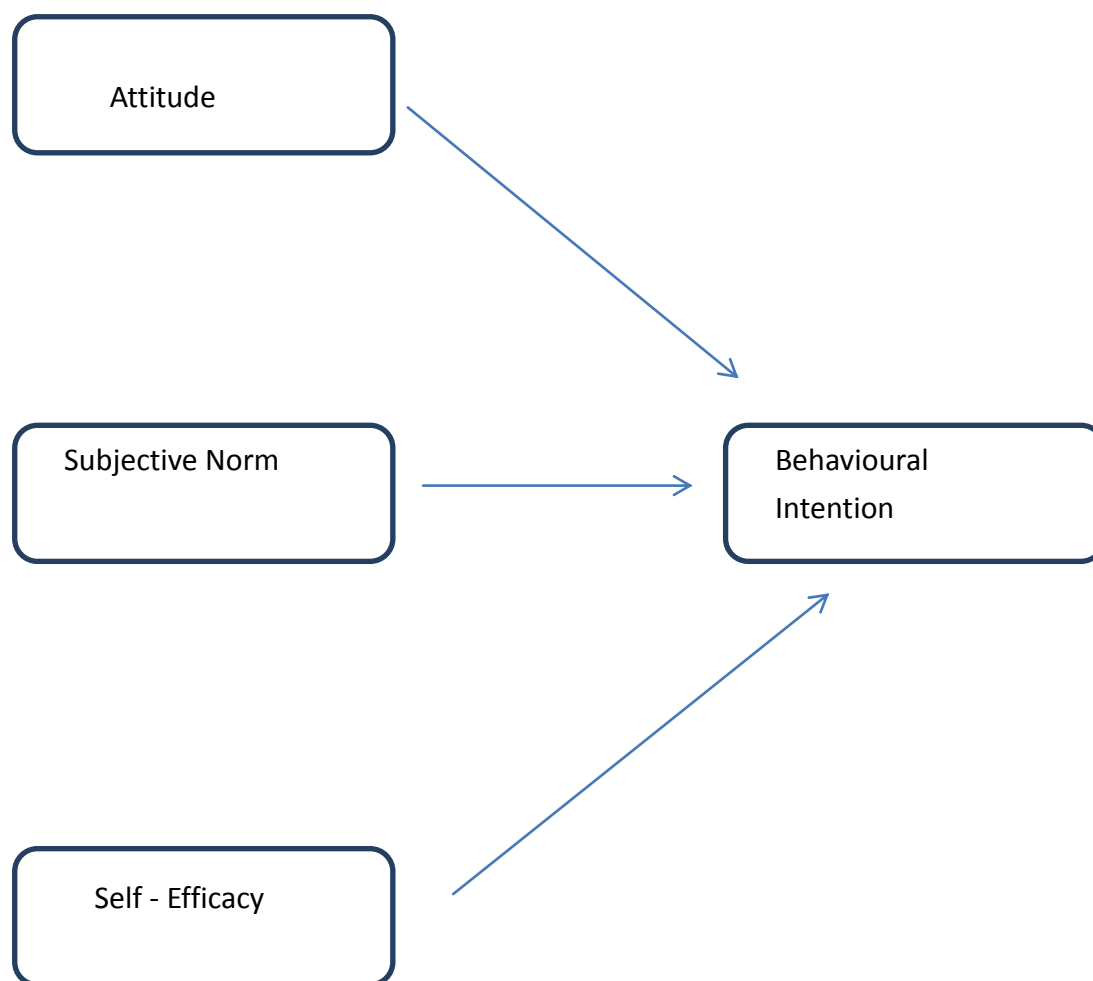 Attitude
Subjective Norm
Behavioural
Intention
Self - Efficacy